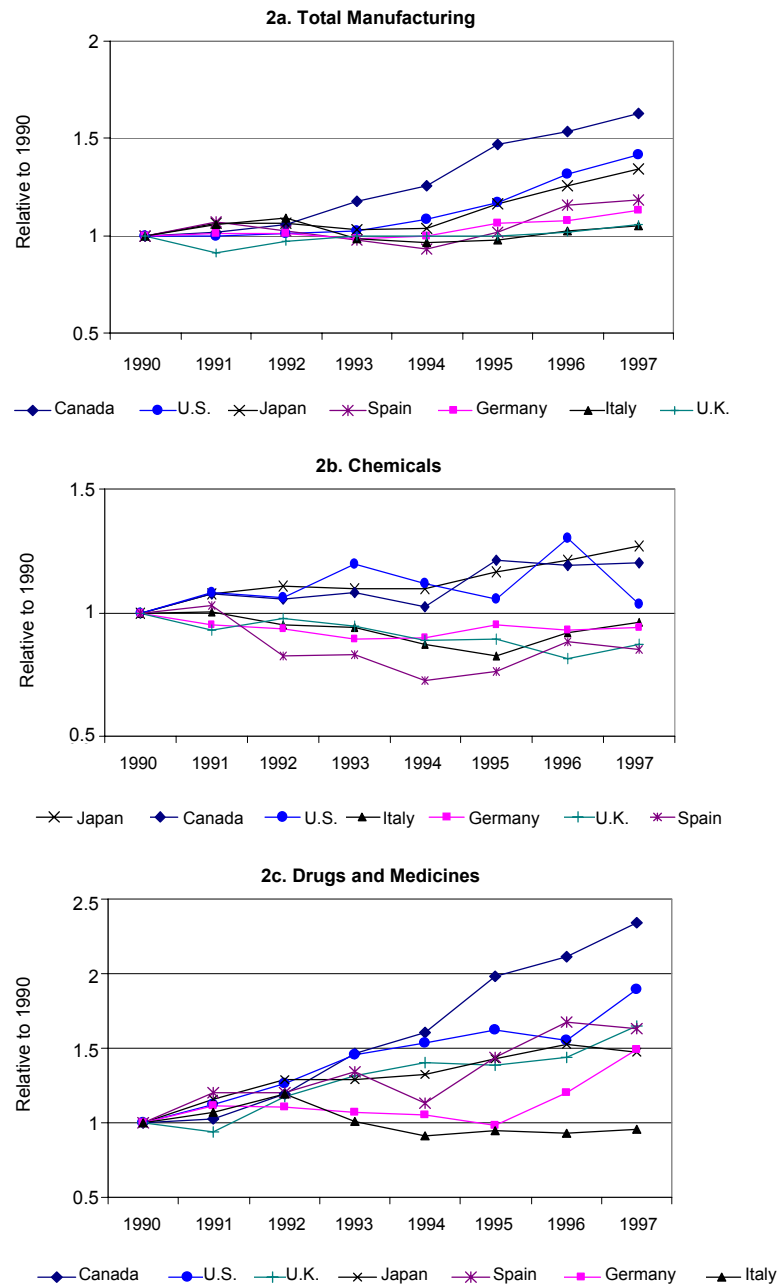 2a. Total Manufacturing
2
1.5
1
0.5
Relative to 1990
1990 1991 1992 1993 1994 1995 1996 1997
Canada U.S. Japan Spain Germany Italy U.K.
2b. Chemicals
1.5
1
0.5
Relative to 1990
1990 1991 1992 1993 1994 1995 1996 1997
Japan Canada U.S. Italy Germany U.K. Spain
2c. Drugs and Medicines
2.5
2
1.5
1
0.5
Relative to 1990
1990 1991 1992 1993 1994 1995 1996 1997
Canada U.S. U.K. Japan Spain Germany Italy